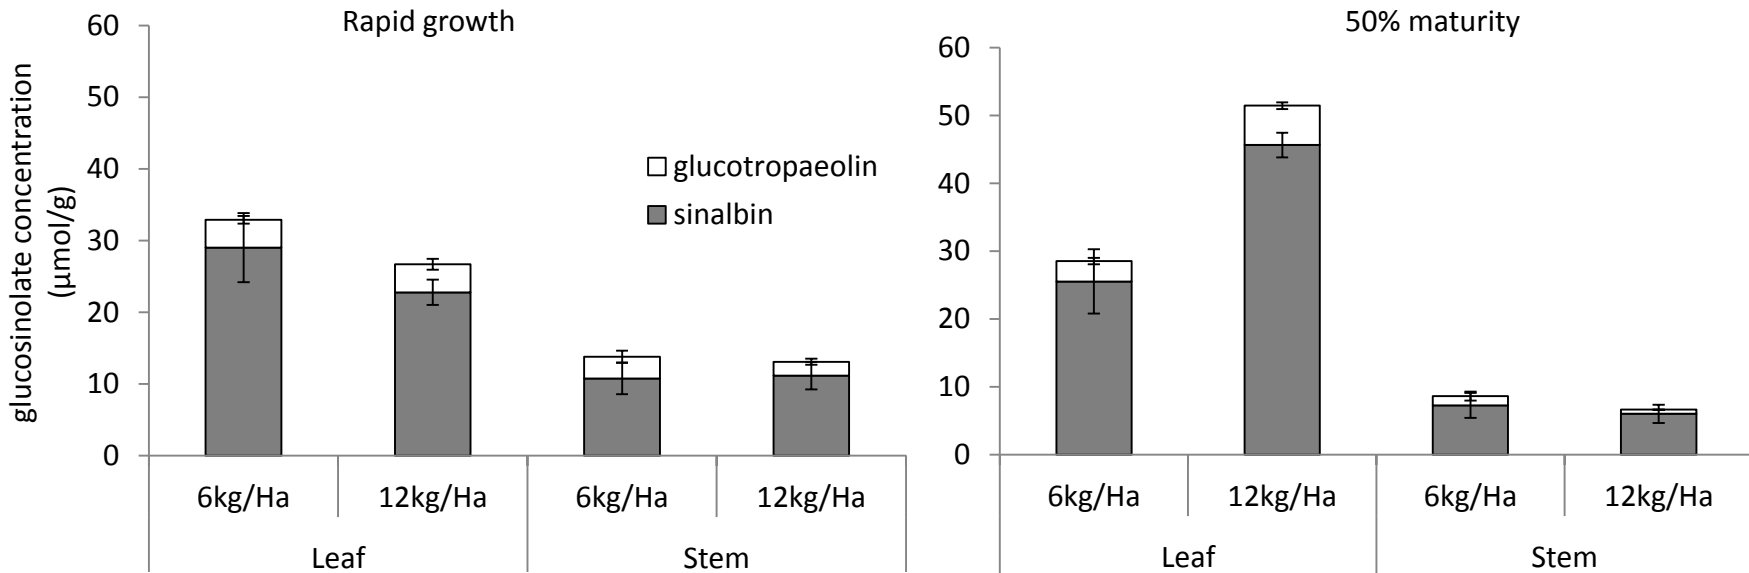 Rapid growth
glucosinolate concentration
(µmol/g)
60
50
40
30
20
10
0
glucotropaeolin
sinalbin
6kg/Ha
12kg/Ha
6kg/Ha
12kg/Ha
Leaf
Stem
50% maturity
60
50
40
30
20
10
0
6kg/Ha
12kg/Ha
6kg/Ha
12kg/Ha
Leaf
Stem